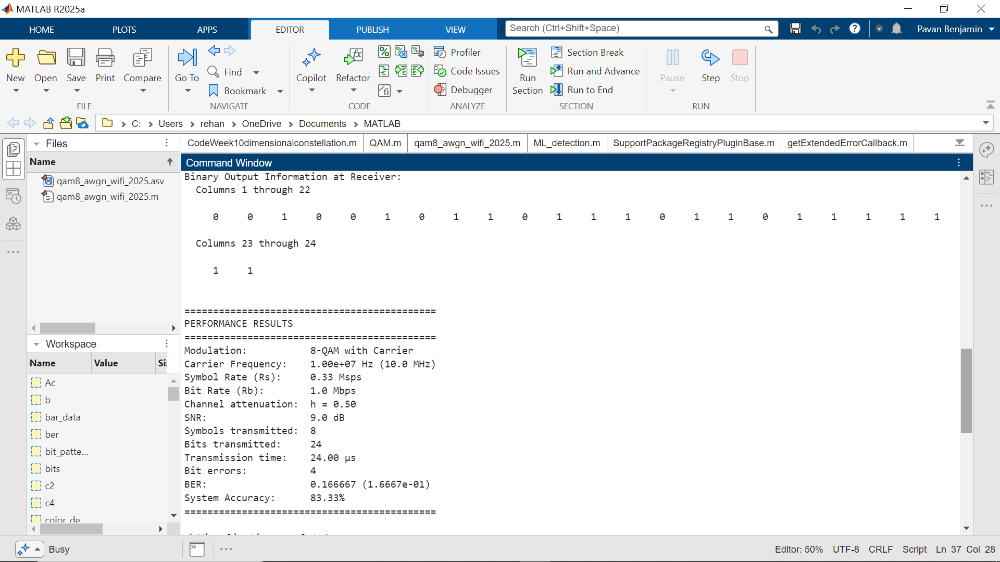 MATLAB R2025a
HOME PLOTS APPS EDITOR PUBLISH VIEW Search (Ctrl+Shift+Space) Pavan Benjamin
New Open Save Print Compare
FILE
Go To Find Bookmark
NAVIGATE
Copilot Refactor
CODE
Profiler
Code Issues
Debugger
ANALYZE
Run Section
Section Break
Run and Advance
Run to End
SECTION
Pause Step Stop
RUN
C: Users rehan OneDrive Documents MATLAB
Files
Name
qam8_awgn_wifi_2025.asv
qam8_awgn_wifi_2025.m
Workspace
Name Value
Ac
b
bar_data
ber
bit_patte...
bits
c2
c4
color_de
CodeWeek10dimensionalconstellation.m QAM.m qam8_awgn_wifi_2025.m ML_detection.m SupportPackageRegistryPluginBase.m getExtendedErrorCallback.m
Command Window
Binary Output Information at Receiver:
Columns 1 through 22
0 0 1 0 0 1 0 1 1 0 1 1 1 0 1 1 0 1 1 1 1 1
Columns 23 through 24
1 1
============================================
PERFORMANCE RESULTS
============================================
Modulation: 8-QAM with Carrier
Carrier Frequency: 1.00e+07 Hz (10.0 MHz)
Symbol Rate (Rs): 0.33 Msps
Bit Rate (Rb): 1.0 Mbps
Channel attenuation: h = 0.50
SNR: 9.0 dB
Symbols transmitted: 8
Bits transmitted: 24
Transmission time: 24.00 μs
Bit errors: 4
BER: 0.166667 (1.6667e-01)
System Accuracy: 83.33%
============================================
Busy
Editor: 50% UTF-8 CRLF Script Ln 37 Col 28